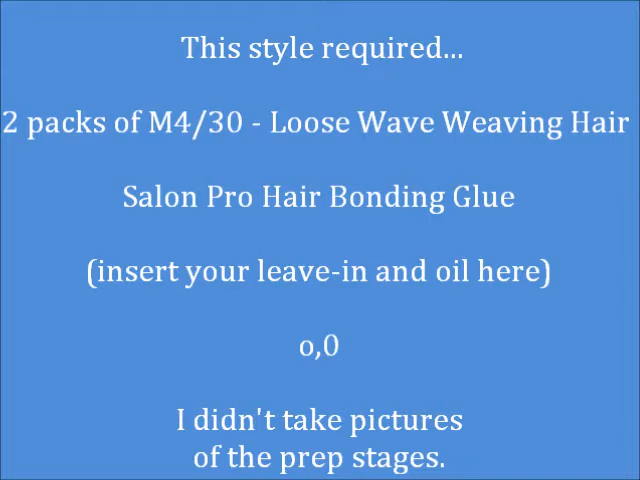 This style required...
2 packs of M4/30 - Loose Wave Weaving Hair
Salon Pro Hair Bonding Glue
(insert your leave-in and oil here)
o,0
I didn't take pictures
of the prep stages.